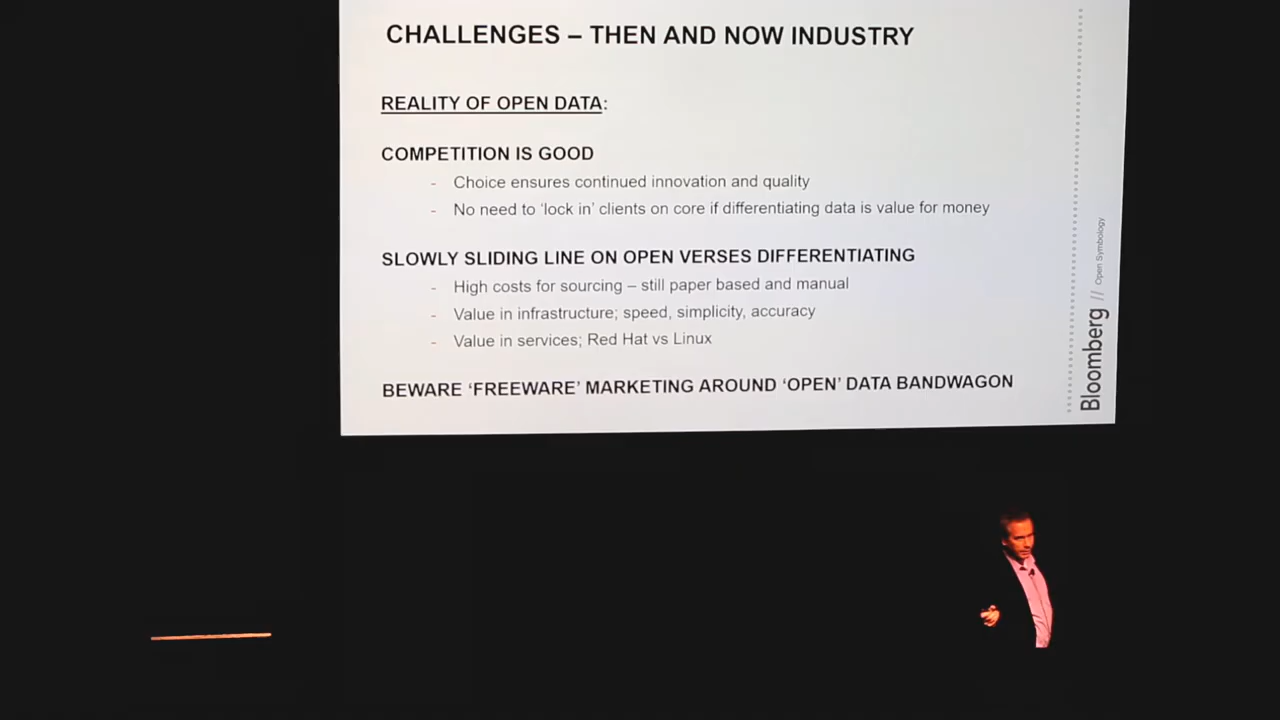 CHALLENGES – THEN AND NOW INDUSTRY
REALITY OF OPEN DATA:
COMPETITION IS GOOD
- Choice ensures continued innovation and quality
- No need to ‘lock in’ clients on core if differentiating data is value for money
SLOWLY SLIDING LINE ON OPEN VERSES DIFFERENTIATING
- High costs for sourcing – still paper based and manual
- Value in infrastructure; speed, simplicity, accuracy
- Value in services; Red Hat vs Linux
BEWARE ‘FREEWARE’ MARKETING AROUND ‘OPEN’ DATA BANDWAGON
Bloomberg // Open Symbology